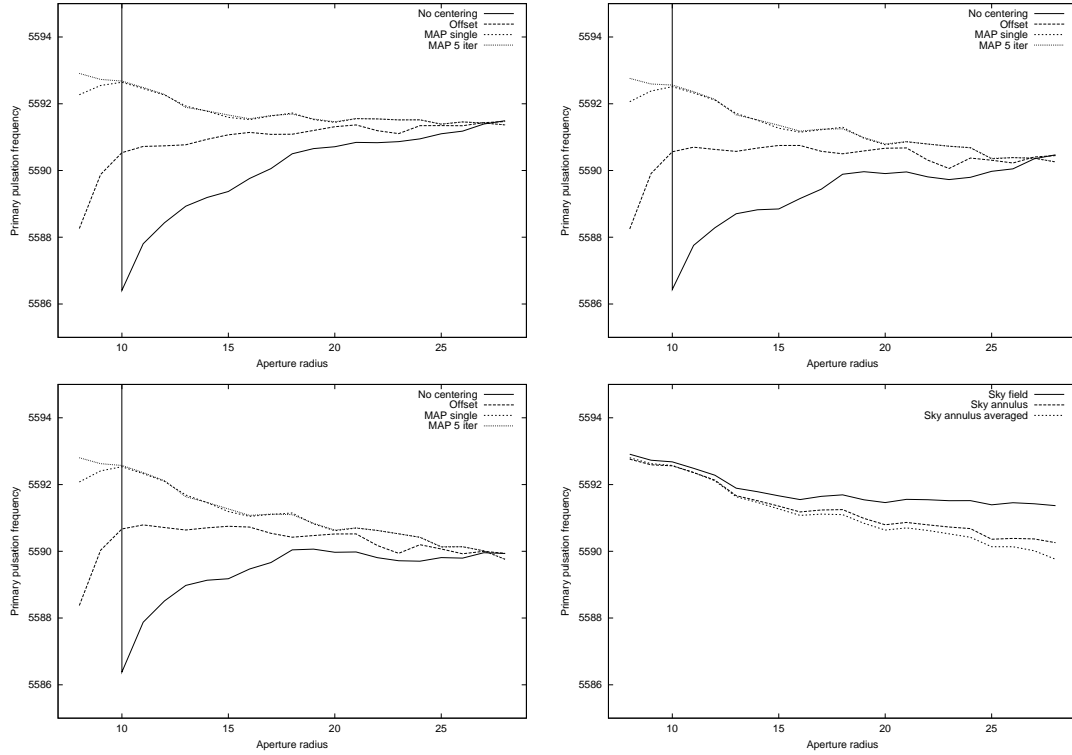 5594
5592
5590
5588
5586
10
15
20
25
Primary pulsation frequency
Aperture radius
No centering
Offset
MAP single
MAP 5 iter
5594
5592
5590
5588
5586
10
15
20
25
Primary pulsation frequency
Aperture radius
No centering
Offset
MAP single
MAP 5 iter
5594
5592
5590
5588
5586
10
15
20
25
Primary pulsation frequency
Aperture radius
No centering
Offset
MAP single
MAP 5 iter
5594
5592
5590
5588
5586
10
15
20
25
Primary pulsation frequency
Aperture radius
Sky field
Sky annulus
Sky annulus averaged